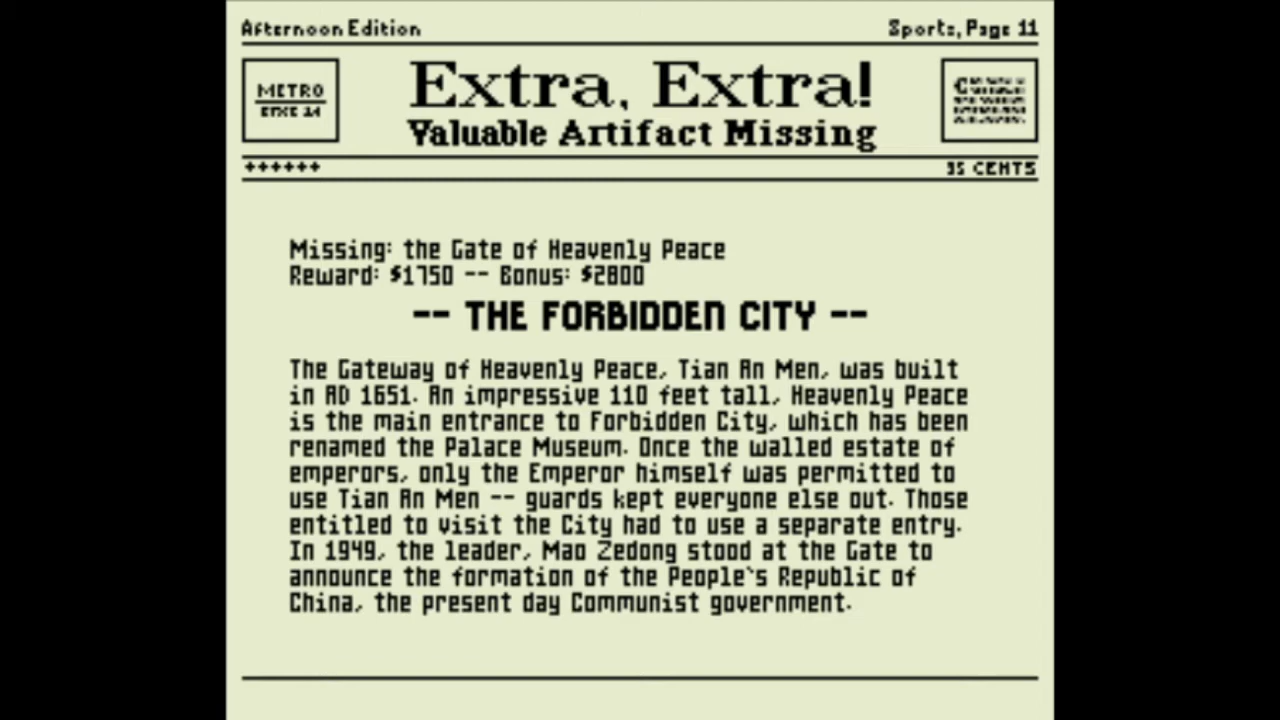 Afternoon Edition
Sports, Page 11
METRO
Extra, Extra!
Valuable Artifact Missing
++++++
35 CENTS
Missing: the Gate of Heavenly Peace
Reward: $1750 -- Bonus: $2800
-- THE FORBIDDEN CITY --
The Gateway of Heavenly Peace, Tian An Men, was built
in AD 1651. An impressive 110 feet tall, Heavenly Peace
is the main entrance to Forbidden City, which has been
renamed the Palace Museum. Once the walled estate of
emperors, only the Emperor himself was permitted to
use Tian An Men -- guards kept everyone else out. Those
entitled to visit the City had to use a separate entry.
In 1949, the leader, Mao Zedong stood at the Gate to
announce the formation of the People's Republic of
China, the present day Communist government.